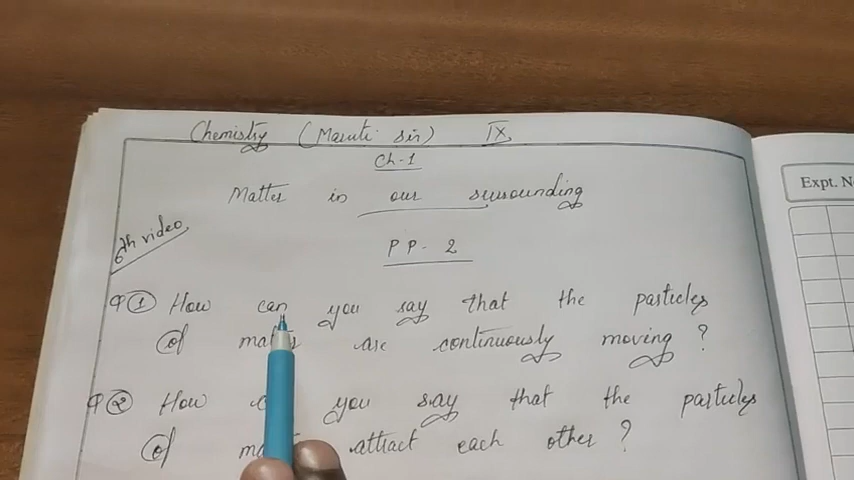 Chemistry (Maruti sir) IX
Ch-1
Matter in our surrounding
6th video
PP-2
Expt. N
Q① How can you say that the particles
of are continuously moving ?
Q② How you say that the particles
of attract each other ?